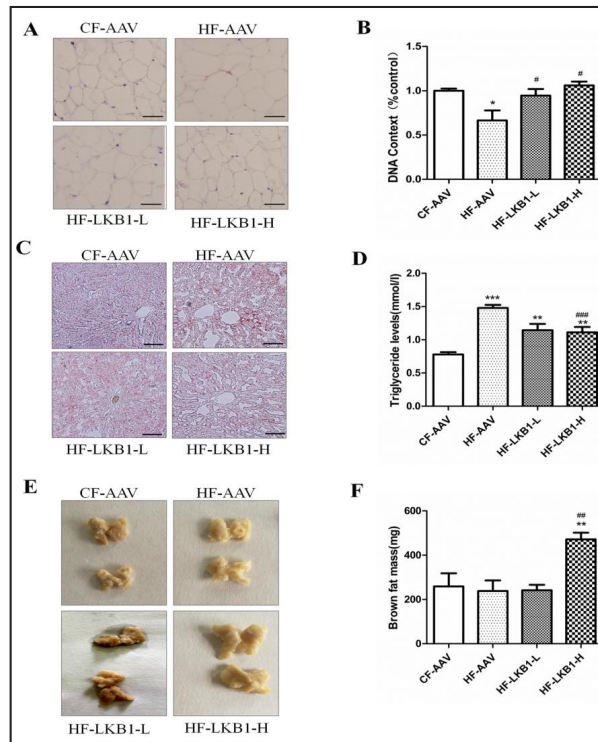 A
CF-AAV
HF-AAV
HF-LKB1-L
HF-LKB1-H
B
DNA Context (%control)
1.5
1.0
0.5
0.0
*
#
#
CF-AAV
HF-AAV
HF-LKB1-L
HF-LKB1-H
C
CF-AAV
HF-AAV
HF-LKB1-L
HF-LKB1-H
D
Triglyceride levels(mmol/l)
2.0
1.5
1.0
0.5
0.0
***
**
###
**
CF-AAV
HF-AAV
HF-LKB1-L
HF-LKB1-H
E
CF-AAV
HF-AAV
HF-LKB1-L
HF-LKB1-H
F
Brown fat mass(mg)
600
400
200
0
##
**
CF-AAV
HF-AAV
HF-LKB1-L
HF-LKB1-H